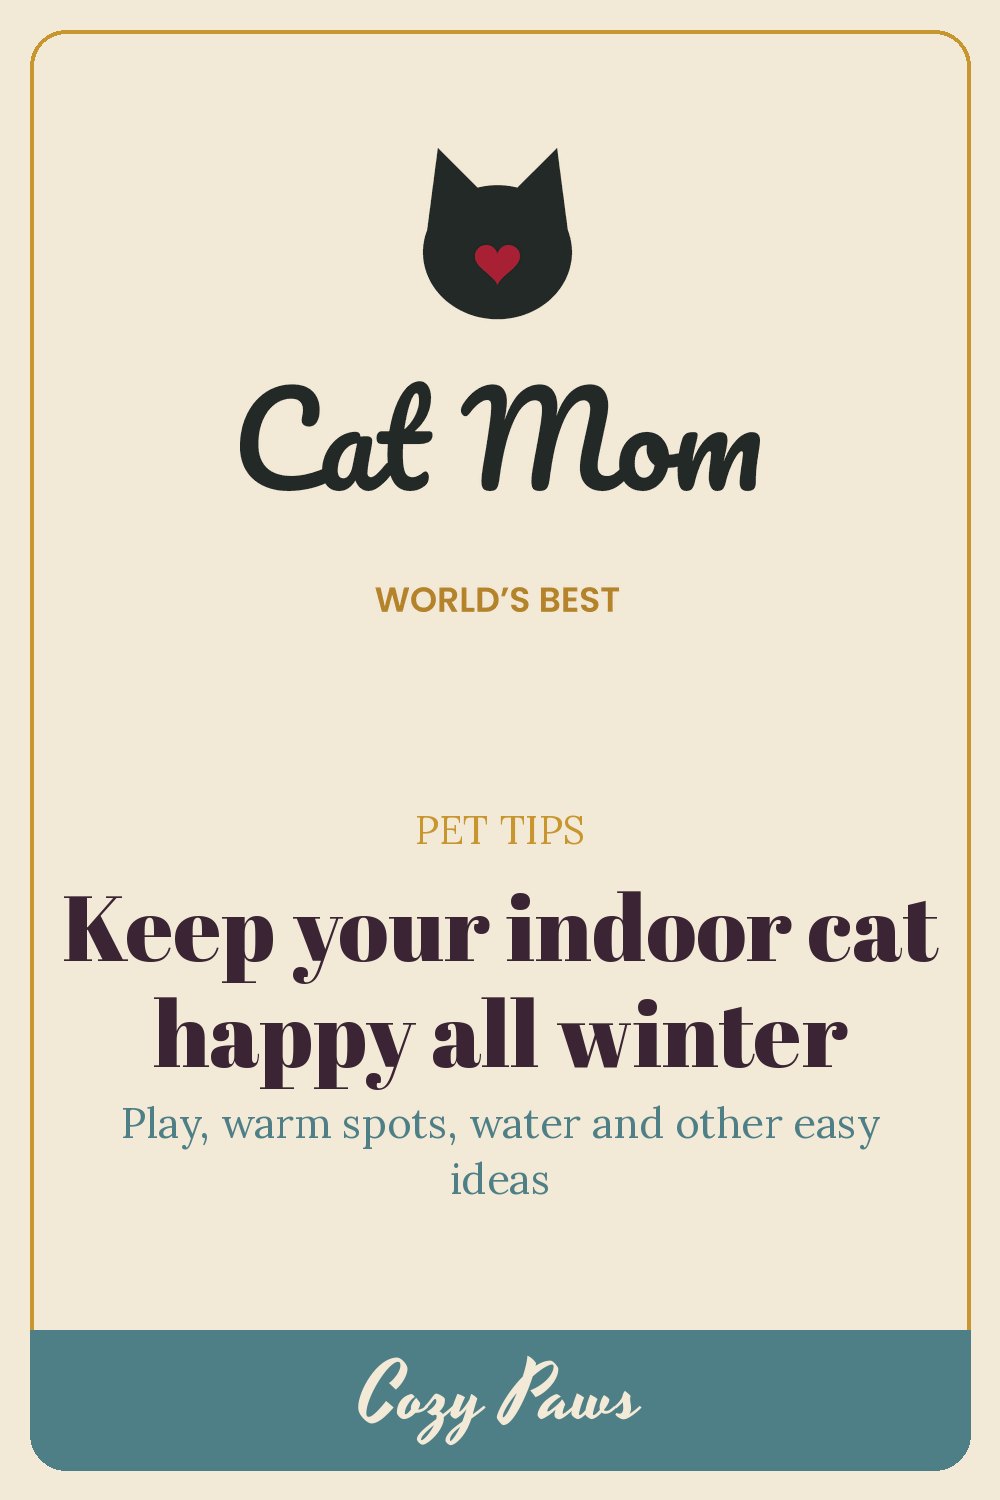 Cat Mom
WORLD’S BEST
PET TIPS
Keep your indoor cat
happy all winter
Play, warm spots, water and other easy
ideas
Cozy Paws